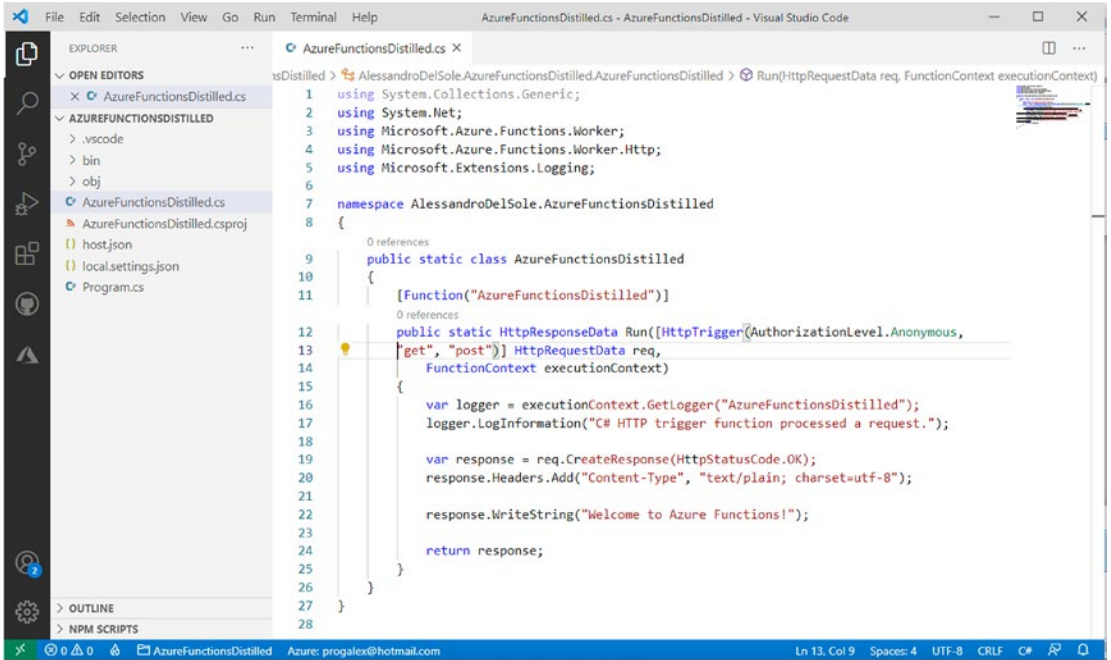 File Edit Selection View Go Run Terminal Help AzureFunctionsDistilled.cs - AzureFunctionsDistilled - Visual Studio Code
EXPLORER
OPEN EDITORS
AzureFunctionsDistilled.cs
AZUREFUNCTIONSDISTILLED
.vscode
bin
obj
AzureFunctionsDistilled.cs
AzureFunctionsDistilled.csproj
host.json
local.settings.json
Program.cs
OUTLINE
NPM SCRIPTS
2
AzureFunctionsDistilled.cs
nsDistilled > AlessandroDelSole.AzureFunctionsDistilled.AzureFunctionsDistilled > Run(HttpRequestData req, FunctionContext executionContext)
1 using System.Collections.Generic;
2 using System.Net;
3 using Microsoft.Azure.Functions.Worker;
4 using Microsoft.Azure.Functions.Worker.Http;
5 using Microsoft.Extensions.Logging;
6
7 namespace AlessandroDelSole.AzureFunctionsDistilled
8 {
0 references
9 public static class AzureFunctionsDistilled
10 {
11 [Function("AzureFunctionsDistilled")]
0 references
12 public static HttpResponseData Run([HttpTrigger(AuthorizationLevel.Anonymous,
13 "get", "post")] HttpRequestData req,
14 FunctionContext executionContext)
15 {
16 var logger = executionContext.GetLogger("AzureFunctionsDistilled");
17 logger.LogInformation("C# HTTP trigger function processed a request.");
18
19 var response = req.CreateResponse(HttpStatusCode.OK);
20 response.Headers.Add("Content-Type", "text/plain; charset=utf-8");
21
22 response.WriteString("Welcome to Azure Functions!");
23
24 return response;
25 }
26 }
27 }
28
0 0 AzureFunctionsDistilled Azure: progalex@hotmail.com Ln 13, Col 9 Spaces: 4 UTF-8 CRLF C#